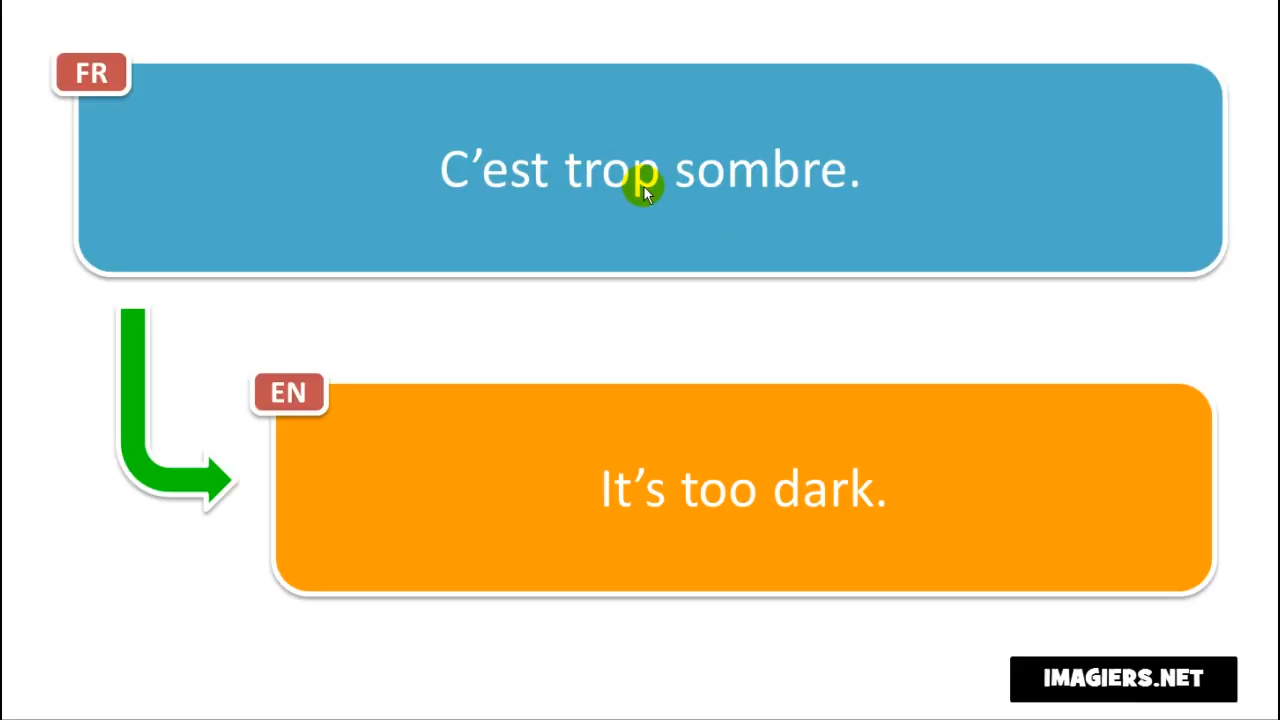 FR
C’est trop sombre.
EN
It’s too dark.
IMAGIERS.NET